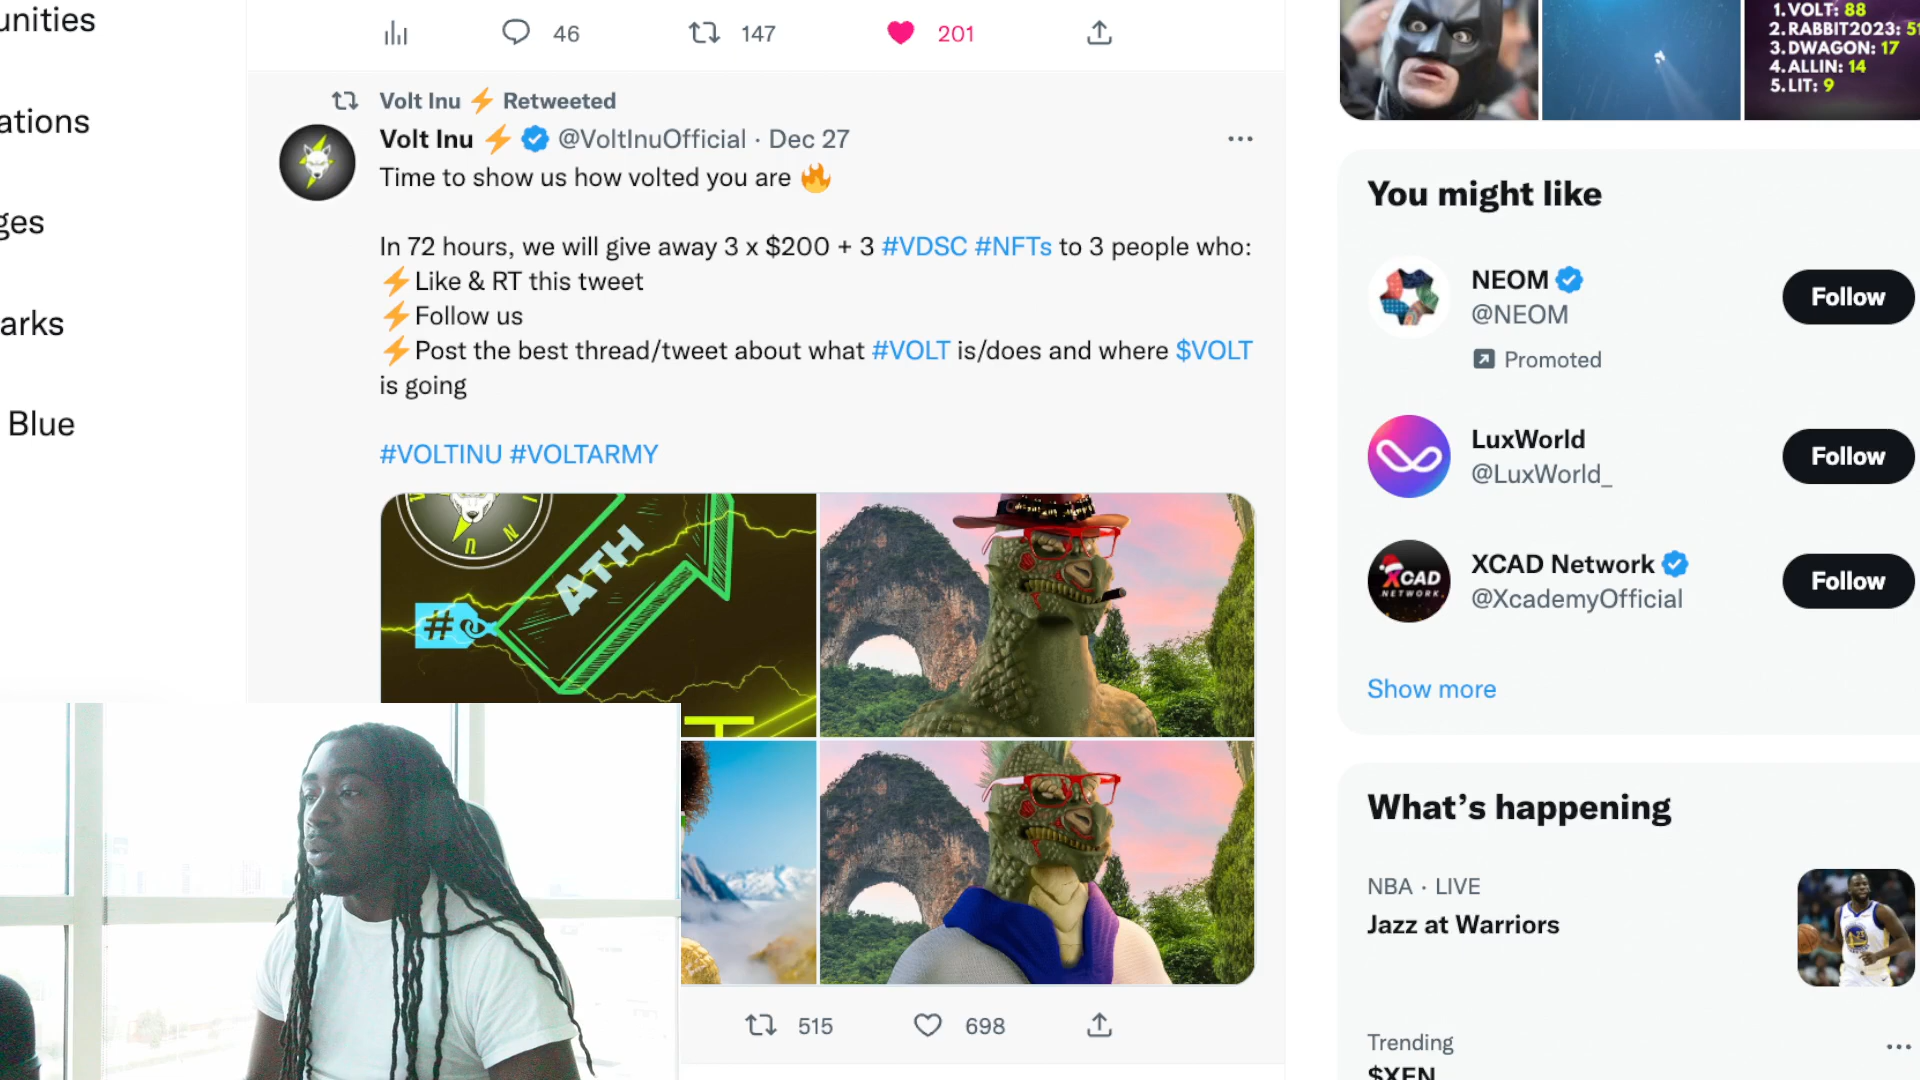 unities
ations
ges
arks
Blue
46 147 201
Volt Inu ⚡ Retweeted
Volt Inu ⚡ @VoltInuOfficial · Dec 27
Time to show us how volted you are 🔥
In 72 hours, we will give away 3 x $200 + 3 #VDSC #NFTs to 3 people who:
⚡Like & RT this tweet
⚡Follow us
⚡Post the best thread/tweet about what #VOLT is/does and where $VOLT
is going
#VOLTINU #VOLTARMY
ATH
#
515 698
1.VOLT: 88
2.RABBIT2023: 51
3.DWAGON: 17
4.ALLIN: 14
5.LIT: 9
You might like
NEOM
@NEOM
Promoted
Follow
LuxWorld
@LuxWorld_
Follow
XCAD
NETWORK
XCAD Network
@XcademyOfficial
Follow
Show more
What's happening
NBA · LIVE
Jazz at Warriors
Trending
$XEN